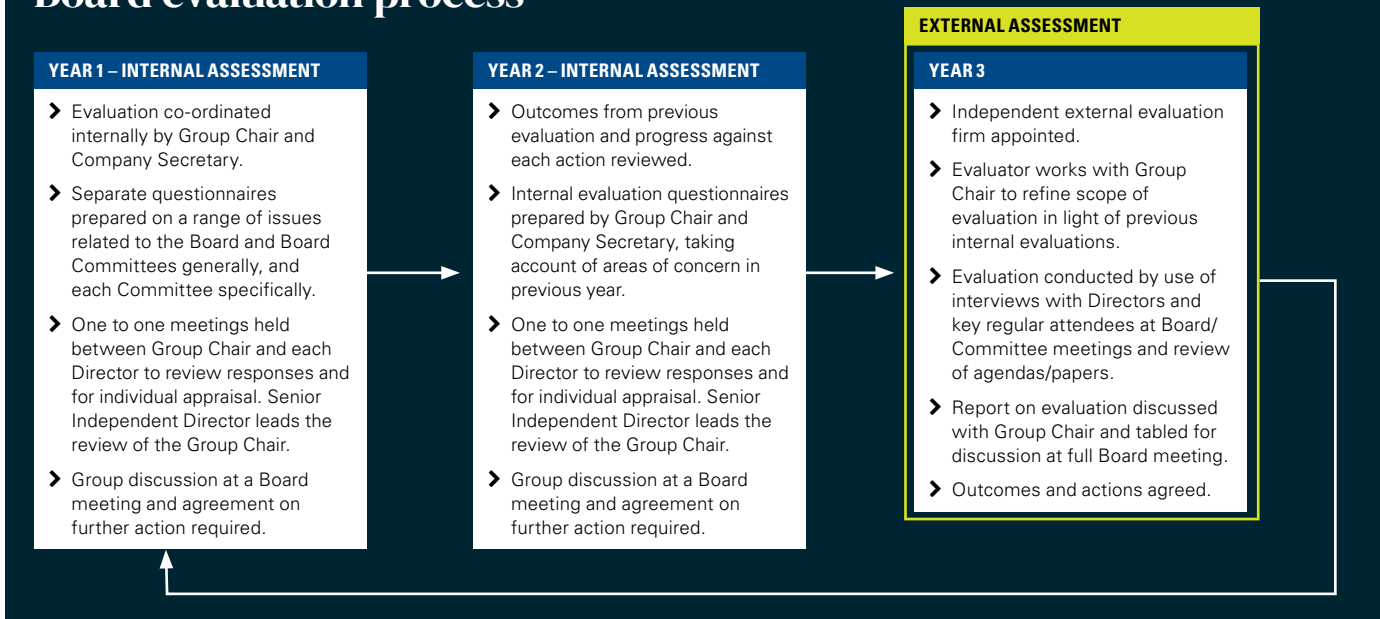 Board evaluation process
YEAR 1 – INTERNAL ASSESSMENT
❯ Evaluation co-ordinated
internally by Group Chair and
Company Secretary.
❯ Separate questionnaires
prepared on a range of issues
related to the Board and Board
Committees generally, and
each Committee specifically.
❯ One to one meetings held
between Group Chair and each
Director to review responses and
for individual appraisal. Senior
Independent Director leads the
review of the Group Chair.
❯ Group discussion at a Board
meeting and agreement on
further action required.
YEAR 2 – INTERNAL ASSESSMENT
❯ Outcomes from previous
evaluation and progress against
each action reviewed.
❯ Internal evaluation questionnaires
prepared by Group Chair and
Company Secretary, taking
account of areas of concern in
previous year.
❯ One to one meetings held
between Group Chair and each
Director to review responses and
for individual appraisal. Senior
Independent Director leads the
review of the Group Chair.
❯ Group discussion at a Board
meeting and agreement on
further action required.
EXTERNAL ASSESSMENT
YEAR 3
❯ Independent external evaluation
firm appointed.
❯ Evaluator works with Group
Chair to refine scope of
evaluation in light of previous
internal evaluations.
❯ Evaluation conducted by use of
interviews with Directors and
key regular attendees at Board/
Committee meetings and review
of agendas/papers.
❯ Report on evaluation discussed
with Group Chair and tabled for
discussion at full Board meeting.
❯ Outcomes and actions agreed.